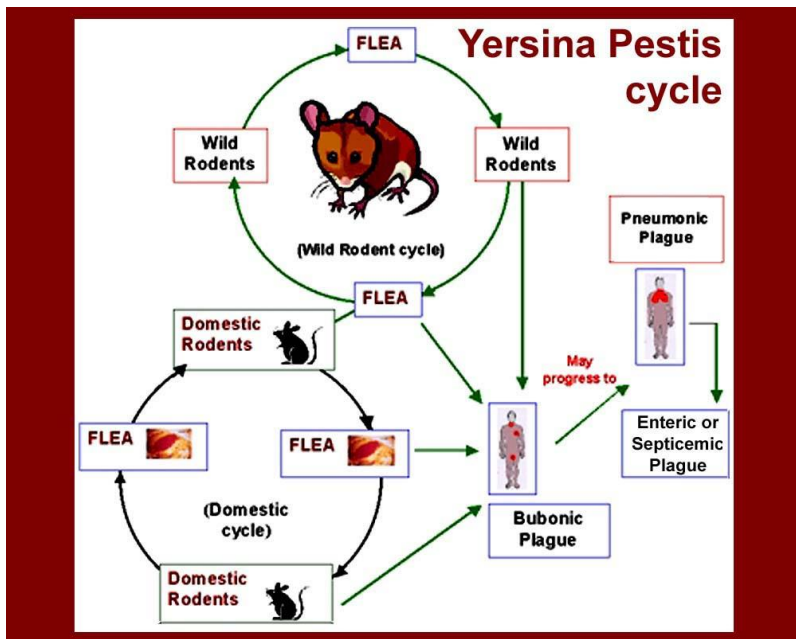 Yersina Pestis
cycle
FLEA
Wild
Rodents
Wild
Rodents
(Wild Rodent cycle)
FLEA
Pneumonic
Plague
Domestic
Rodents
May
progress to
FLEA
FLEA
Enteric or
Septicemic
Plague
(Domestic
cycle)
Bubonic
Plague
Domestic
Rodents